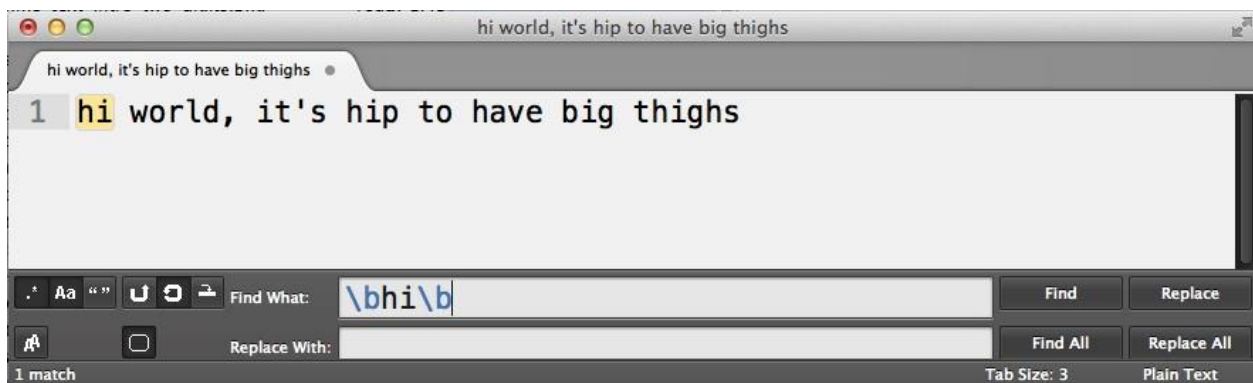 hi world, it's hip to have big thighs
hi world, it's hip to have big thighs
1 hi world, it's hip to have big thighs
.* Aa “” Find What: \bhi\b Find Replace
AA Replace With: Find All Replace All
1 match Tab Size: 3 Plain Text